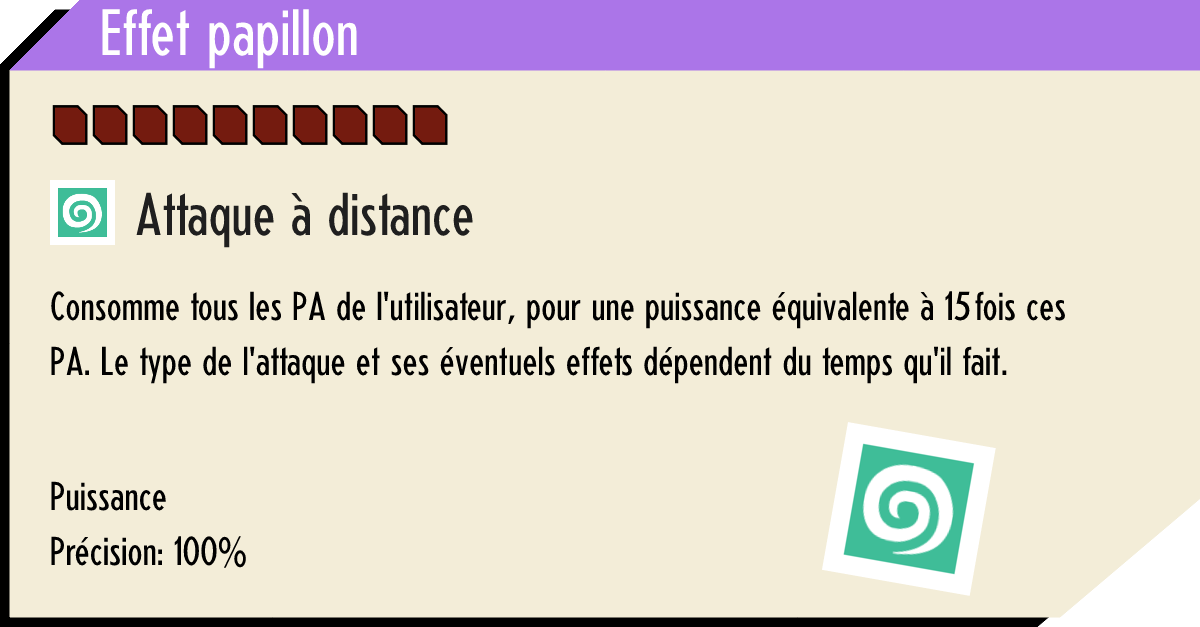 Effet papillon
Attaque à distance
Consomme tous les PA de l'utilisateur, pour une puissance équivalente à 15 fois ces
PA. Le type de l'attaque et ses éventuels effets dépendent du temps qu'il fait.
Puissance
Précision: 100%